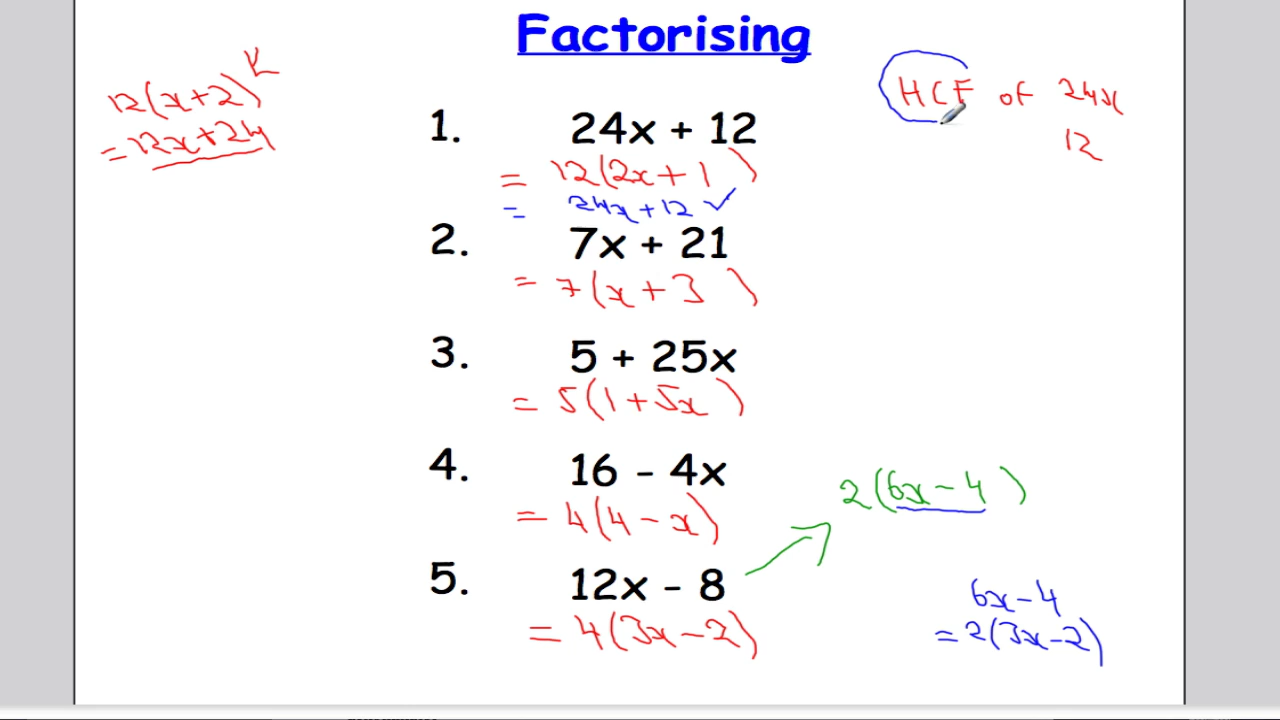 Factorising
12(x+2)
= 12x+24
HCF of 24x
12
1. 24x + 12
= 12(2x+1)
= 24x+12 ✓
2. 7x + 21
= 7(x+3)
3. 5 + 25x
= 5(1+5x)
4. 16 - 4x
= 4(4-x)
2(6x-4)
5. 12x - 8
= 4(3x-2)
6x-4
= 2(3x-2)